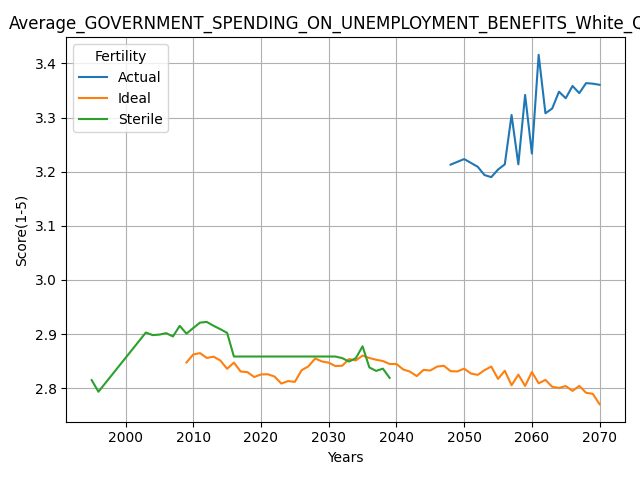 Average_GOVERNMENT_SPENDING_ON_UNEMPLOYMENT_BENEFITS_White_
Fertility
Actual
Ideal
Sterile
3.4
3.3
3.2
3.1
3.0
2.9
2.8
Score(1-5)
2000 2010 2020 2030 2040 2050 2060 2070
Years